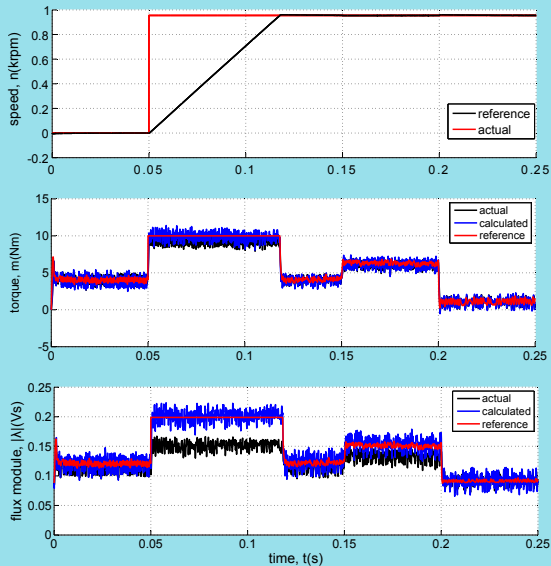 1
0.8
0.6
0.4
0.2
0
-0.2
speed, n(krpm)
reference
actual
0 0.05 0.1 0.15 0.2 0.25
15
10
5
0
-5
torque, m(Nm)
actual
calculated
reference
0 0.05 0.1 0.15 0.2 0.25
0.25
0.2
0.15
0.1
0.05
0
flux module, |λ|(Vs)
actual
calculated
reference
0 0.05 0.1 0.15 0.2 0.25
time, t(s)